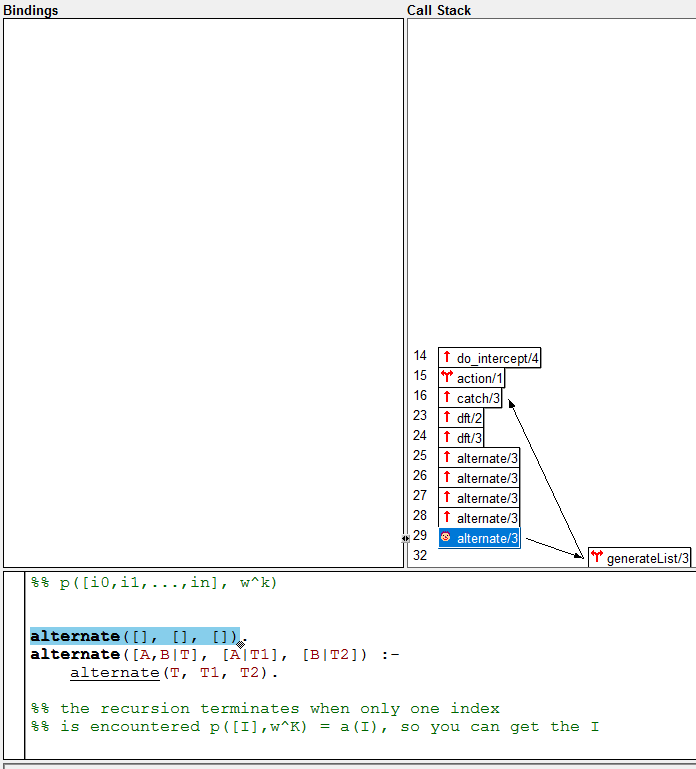 Bindings
Call Stack
14 do_intercept/4
15 action/1
16 catch/3
23 dft/2
24 dft/3
25 alternate/3
26 alternate/3
27 alternate/3
28 alternate/3
29 alternate/3
32 generateList/3
%% p([i0,i1,...,in], w^k)
alternate([], [], []).
alternate([A,B|T], [A|T1], [B|T2]) :-
alternate(T, T1, T2).
%% the recursion terminates when only one index
%% is encountered p([I],w^K) = a(I), so you can get the I